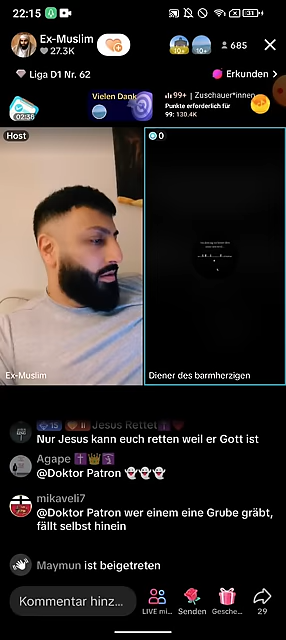 22:15
Ex-Muslim
27.3K
685
Liga D1 Nr. 62
Erkunden >
02:38
Vielen Dank
99+ | Zuschauer*innen
Punkte erforderlich für
99: 130.4K
Host
0
Ex-Muslim
Diener des barmherzigen
Jesus Rettet
Nur Jesus kann euch retten weil er Gott ist
Agape
@Doktor Patron 👻👻👻
mikaveli7
@Doktor Patron wer einem eine Grube gräbt,
fällt selbst hinein
Maymun ist beigetreten
Kommentar hinz...
LIVE mi...
Senden
Gesche...
29